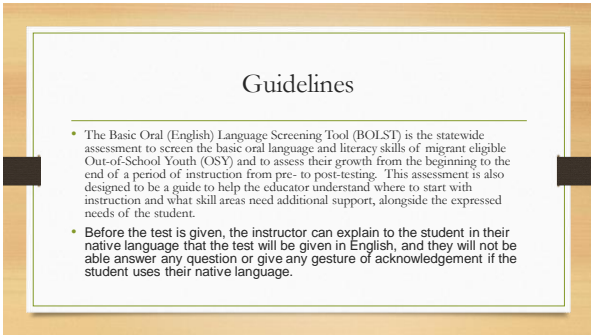 Guidelines
• The Basic Oral (English) Language Screening Tool (BOLST) is the statewide
assessment to screen the basic oral language and literacy skills of migrant eligible
Out-of-School Youth (OSY) and to assess their growth from the beginning to the
end of a period of instruction from pre- to post-testing. This assessment is also
designed to be a guide to help the educator understand where to start with
instruction and what skill areas need additional support, alongside the expressed
needs of the student.
• Before the test is given, the instructor can explain to the student in their
native language that the test will be given in English, and they will not be
able answer any question or give any gesture of acknowledgement if the
student uses their native language.